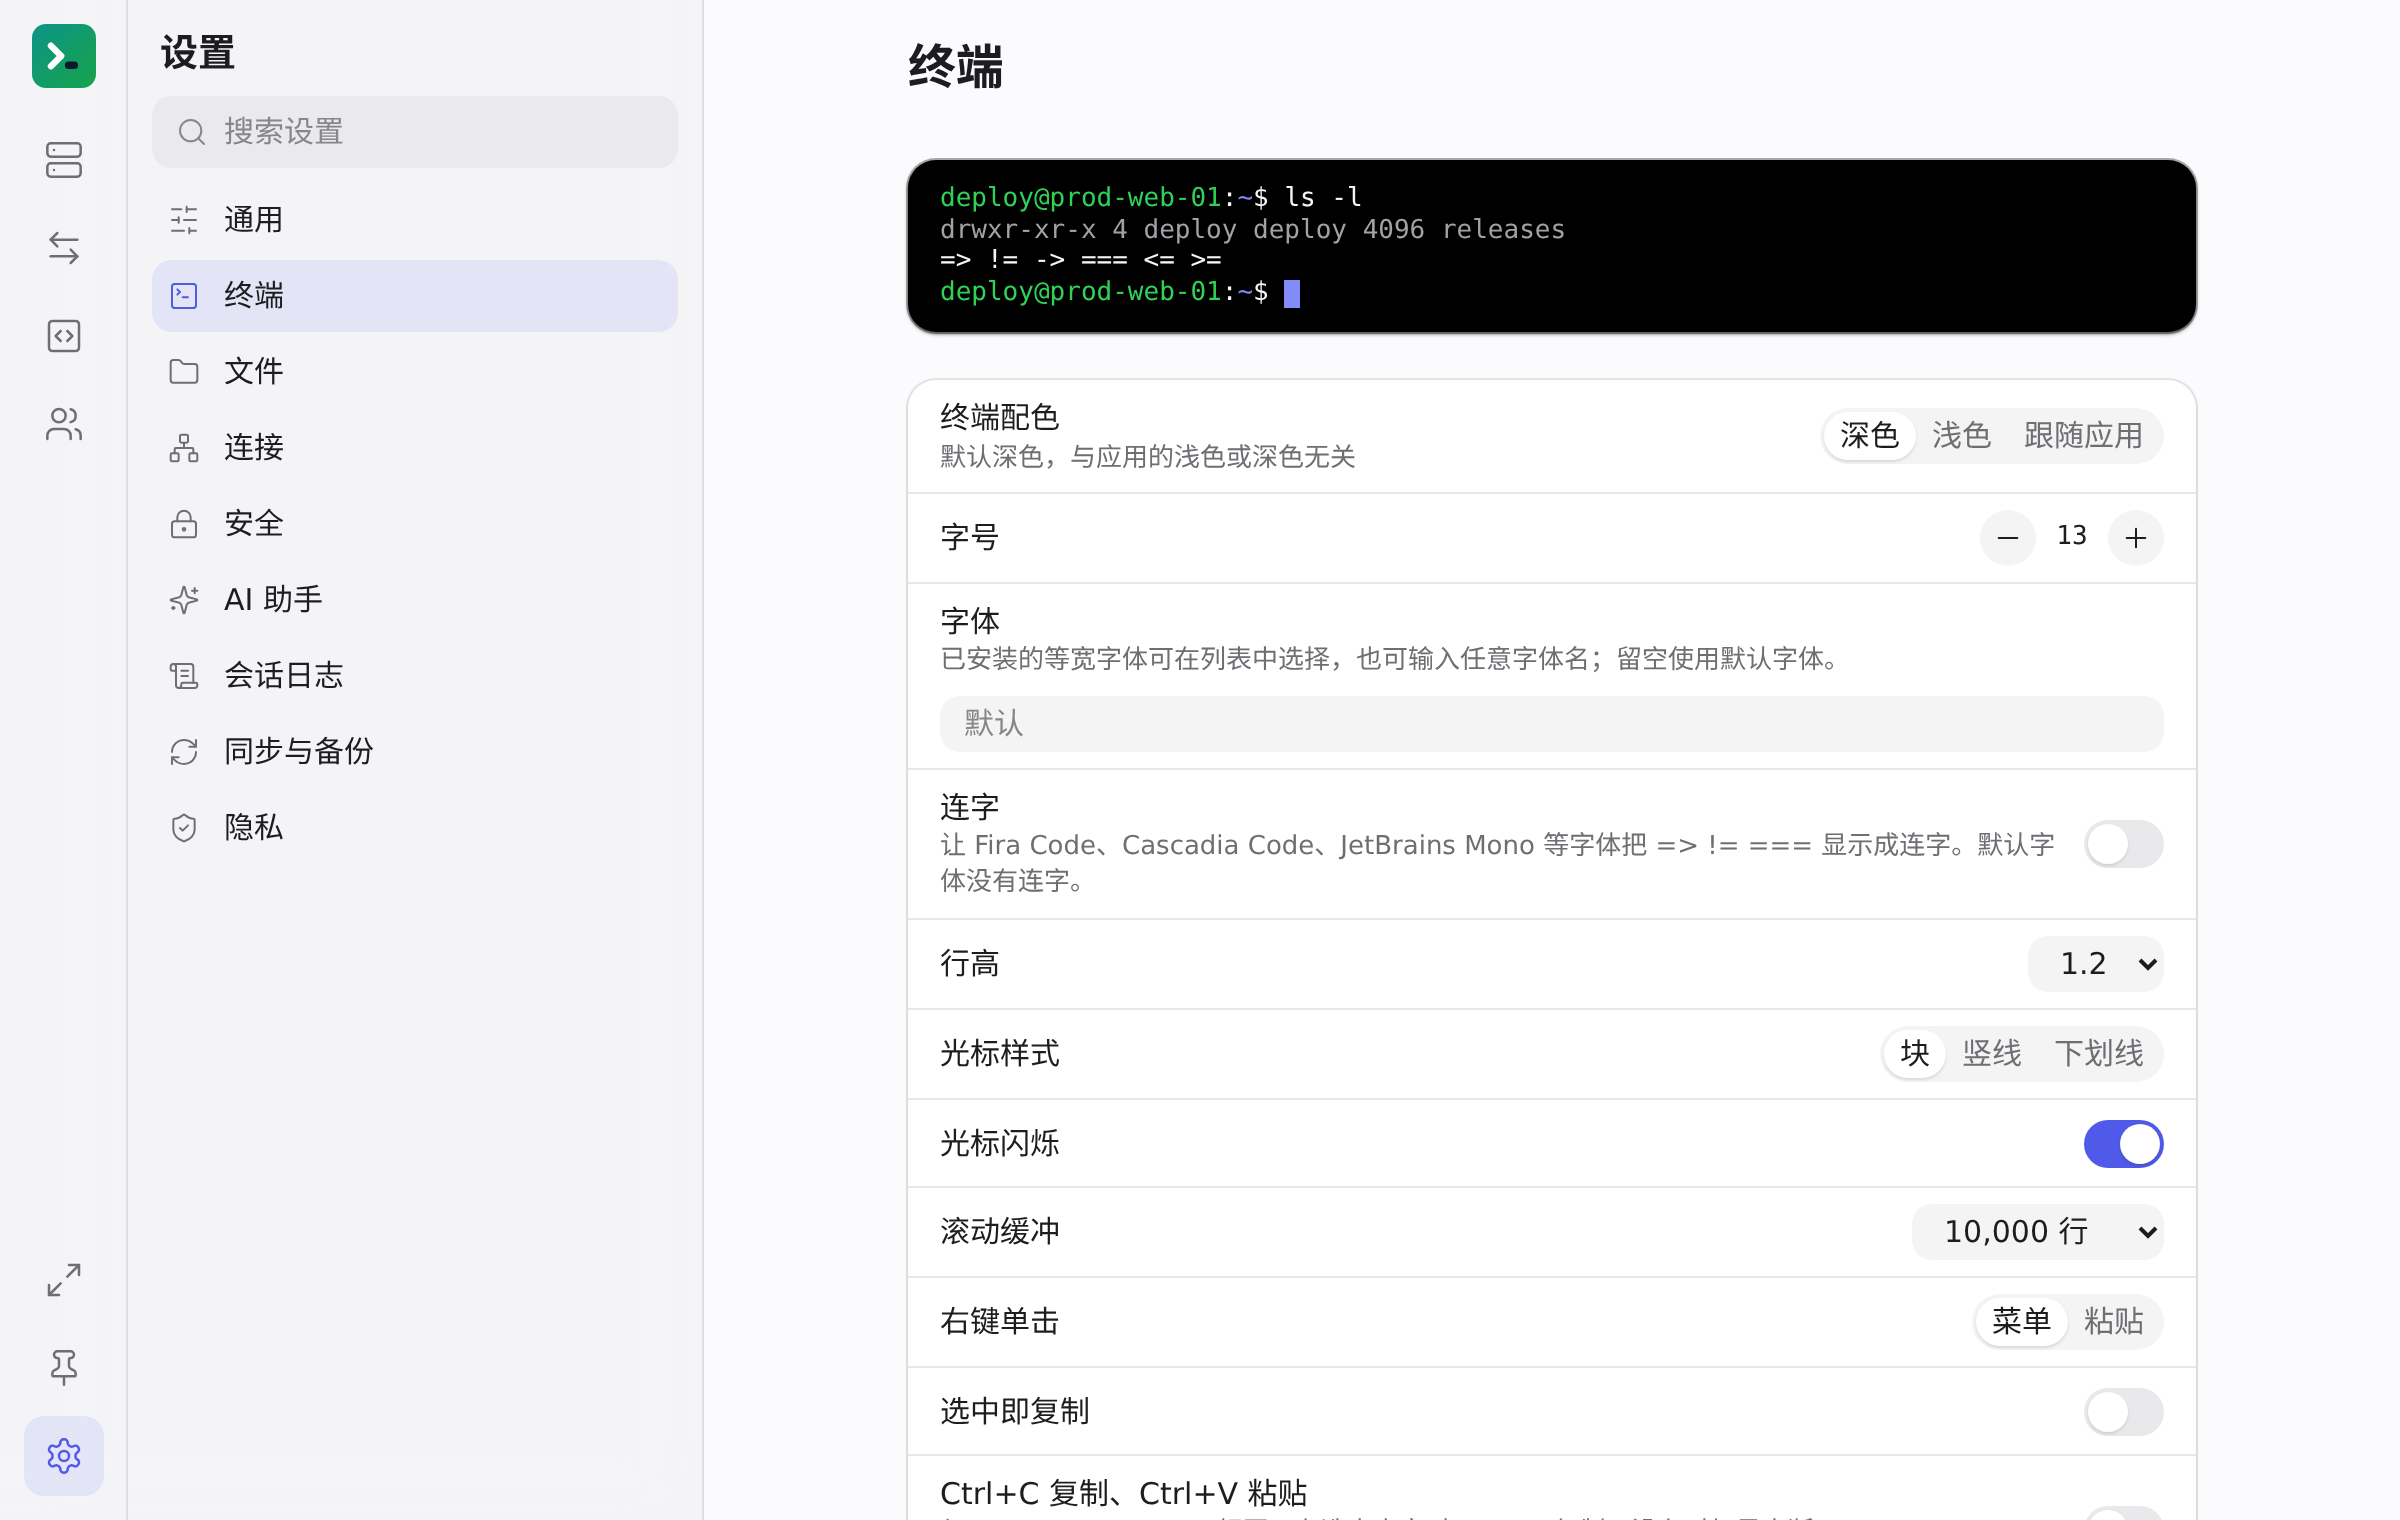 设置
搜索设置
通用
终端
文件
连接
安全
AI 助手
会话日志
同步与备份
隐私
终端
deploy@prod-web-01:~$ ls -l
drwxr-xr-x 4 deploy deploy 4096 releases
=> != -> === <= >=
deploy@prod-web-01:~$
终端配色
默认深色，与应用的浅色或深色无关
深色 浅色 跟随应用
字号
13
字体
已安装的等宽字体可在列表中选择，也可输入任意字体名；留空使用默认字体。
默认
连字
让 Fira Code、Cascadia Code、JetBrains Mono 等字体把 => != === 显示成连字。默认字
体没有连字。
行高
1.2
光标样式
块 竖线 下划线
光标闪烁
滚动缓冲
10,000 行
右键单击
菜单 粘贴
选中即复制
Ctrl+C 复制、Ctrl+V 粘贴